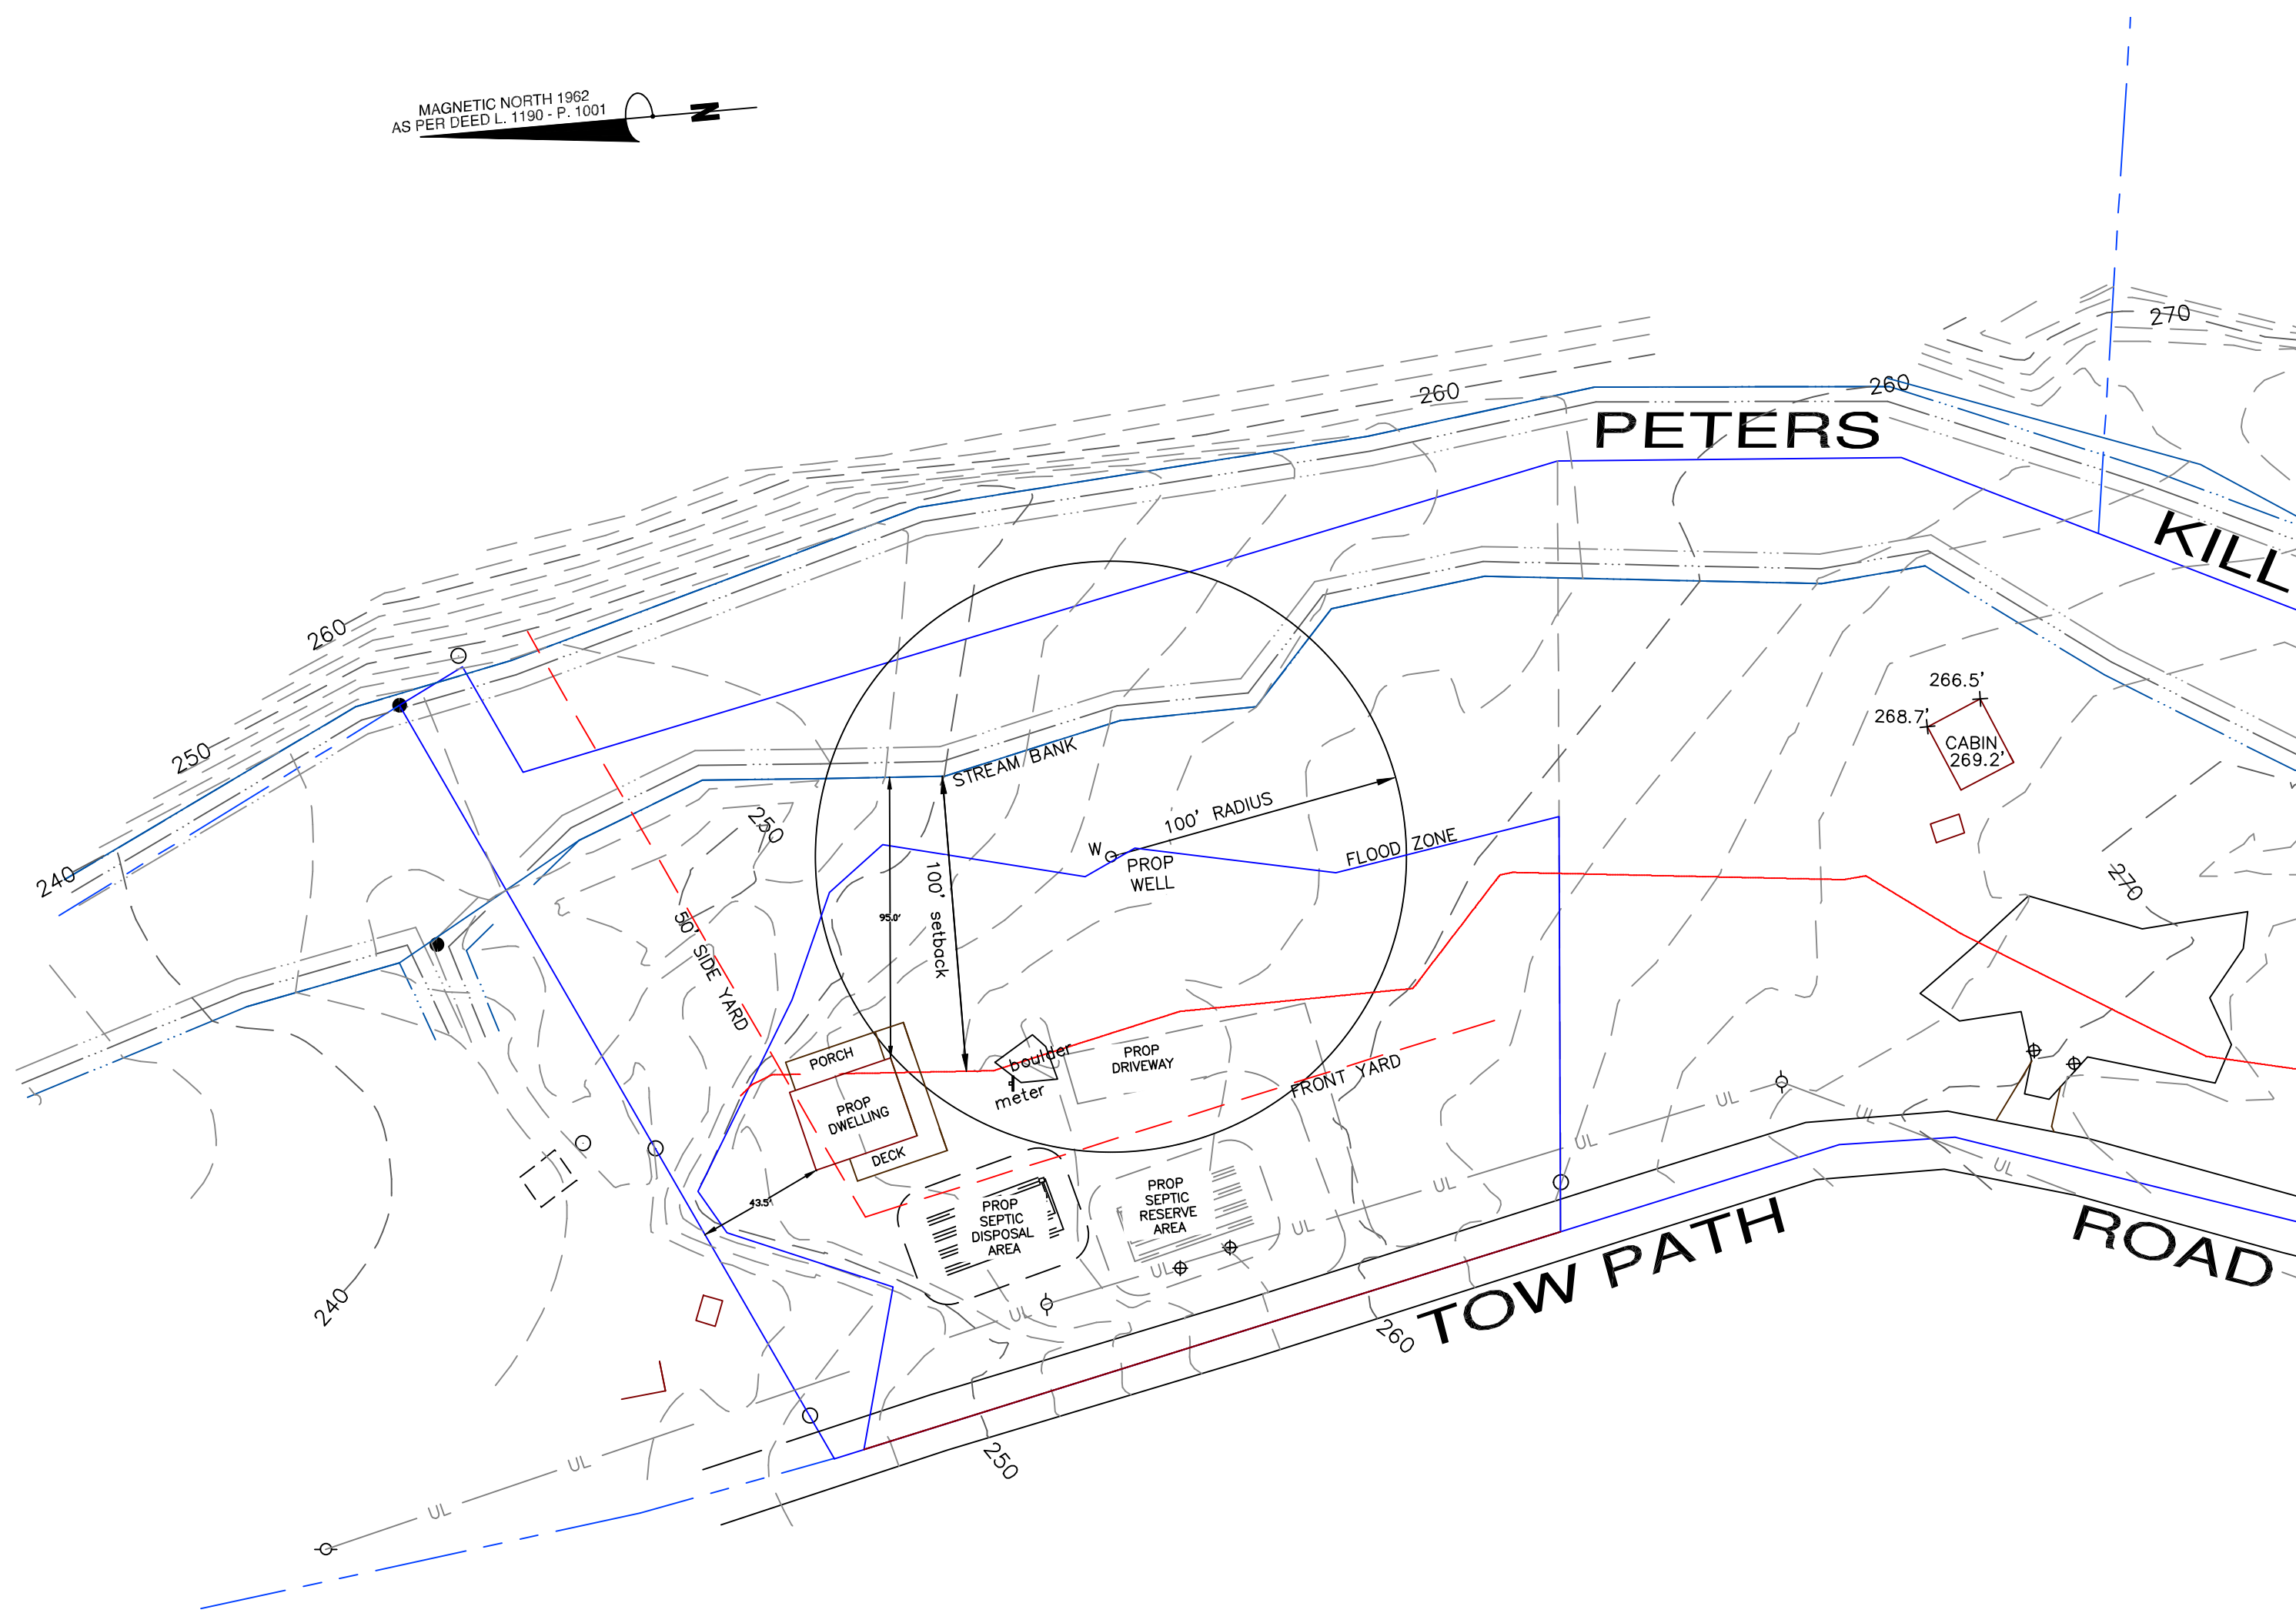 MAGNETIC NORTH 1962
AS PER DEED L. 1190 - P. 1001
N
270
260
260
PETERS
KILL
260
250
240
266.5'
268.7'
CABIN
269.2'
STREAM BANK
100' RADIUS
W
PROP
WELL
FLOOD ZONE
250
100' setback
95.0'
50' SIDE YARD
270
PORCH
boulder
meter
PROP
DRIVEWAY
FRONT YARD
PROP
DWELLING
DECK
43.5'
PROP
SEPTIC
DISPOSAL
AREA
PROP
SEPTIC
RESERVE
AREA
UL
UL
UL
UL
UL
UL
UL
UL
TOW PATH
ROAD
240
260
250
UL
UL